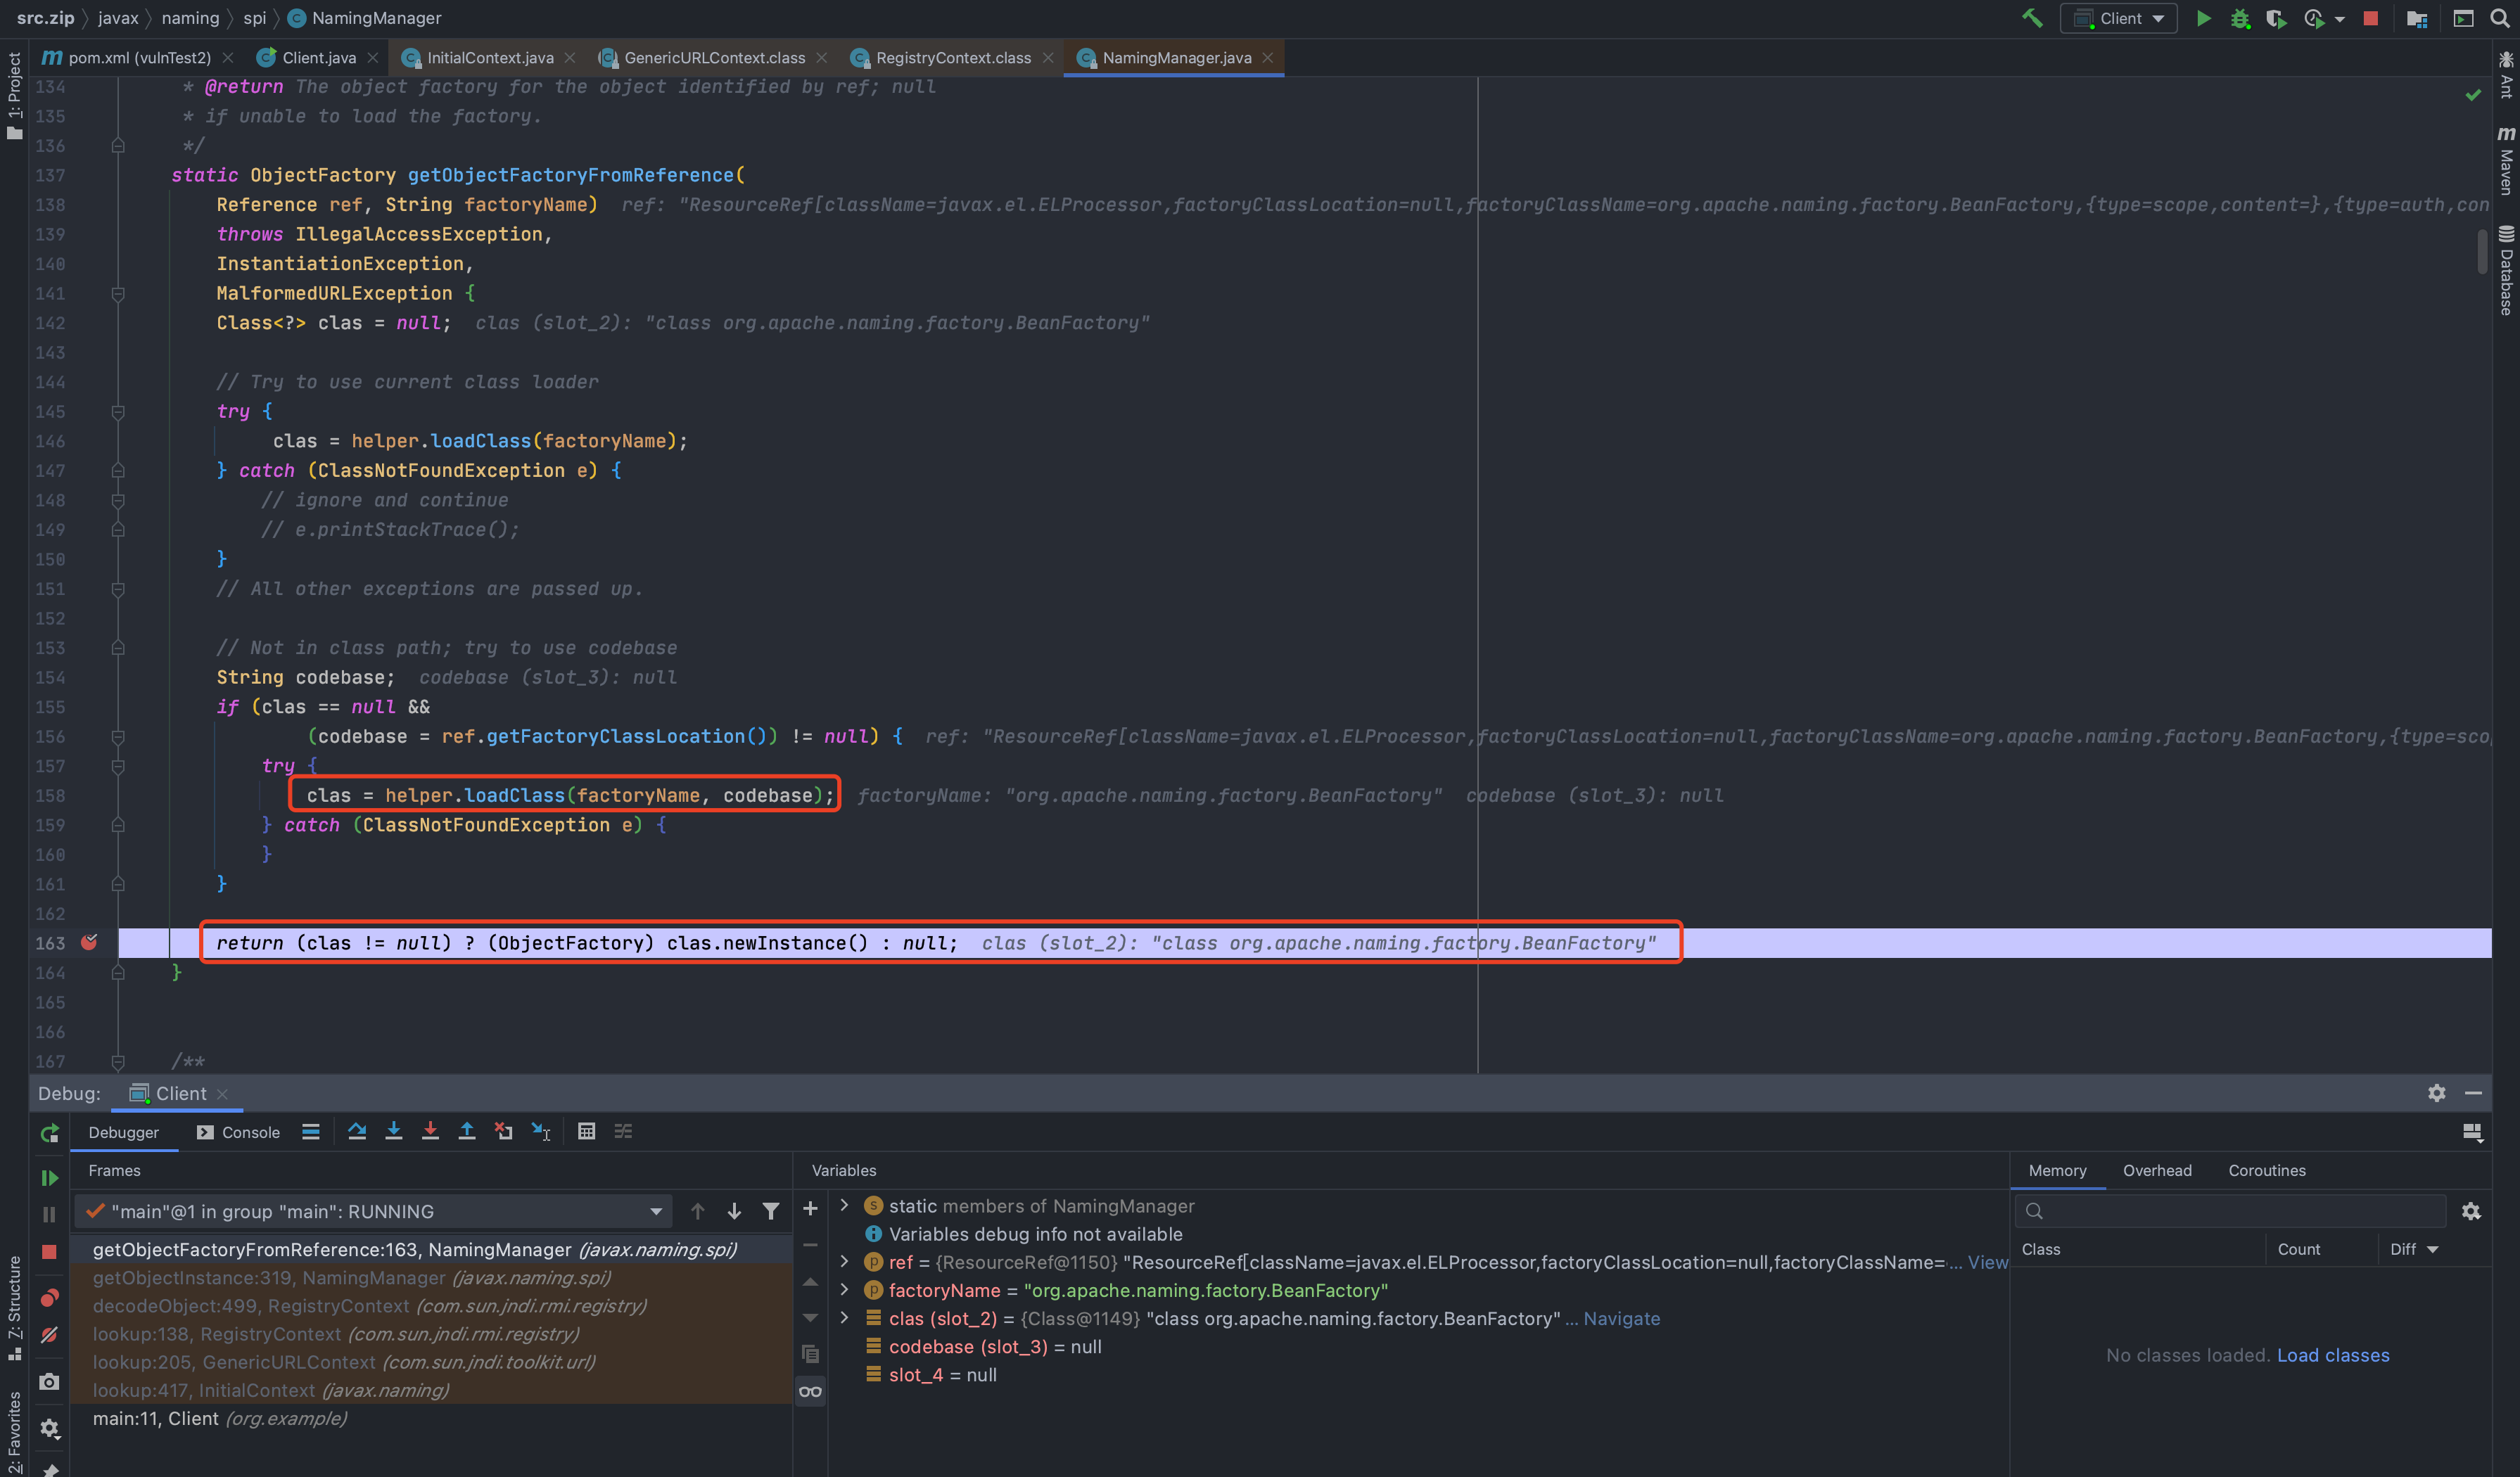 src.zip javax naming spi NamingManager
Client
pom.xml (vulnTest2) Client.java InitialContext.java GenericURLContext.class RegistryContext.class NamingManager.java
1: Project
Ant
Maven
Database
134 * @return The object factory for the object identified by ref; null
135 * if unable to load the factory.
136 */
137 static ObjectFactory getObjectFactoryFromReference(
138 Reference ref, String factoryName) ref: "ResourceRef[className=javax.el.ELProcessor,factoryClassLocation=null,factoryClassName=org.apache.naming.factory.BeanFactory,{type=scope,content=},{type=auth,con
139 throws IllegalAccessException,
140 InstantiationException,
141 MalformedURLException {
142 Class<?> clas = null; clas (slot_2): "class org.apache.naming.factory.BeanFactory"
143
144 // Try to use current class loader
145 try {
146 clas = helper.loadClass(factoryName);
147 } catch (ClassNotFoundException e) {
148 // ignore and continue
149 // e.printStackTrace();
150 }
151 // All other exceptions are passed up.
152
153 // Not in class path; try to use codebase
154 String codebase; codebase (slot_3): null
155 if (clas == null &&
156 (codebase = ref.getFactoryClassLocation()) != null) { ref: "ResourceRef[className=javax.el.ELProcessor,factoryClassLocation=null,factoryClassName=org.apache.naming.factory.BeanFactory,{type=sco
157 try {
158 clas = helper.loadClass(factoryName, codebase); factoryName: "org.apache.naming.factory.BeanFactory" codebase (slot_3): null
159 } catch (ClassNotFoundException e) {
160 }
161 }
162
163 return (clas != null) ? (ObjectFactory) clas.newInstance() : null; clas (slot_2): "class org.apache.naming.factory.BeanFactory"
164 }
165
166
167 /**
Debug: Client
Debugger Console
Frames
"main"@1 in group "main": RUNNING
getObjectFactoryFromReference:163, NamingManager (javax.naming.spi)
getObjectInstance:319, NamingManager (javax.naming.spi)
decodeObject:499, RegistryContext (com.sun.jndi.rmi.registry)
lookup:138, RegistryContext (com.sun.jndi.rmi.registry)
lookup:205, GenericURLContext (com.sun.jndi.toolkit.url)
lookup:417, InitialContext (javax.naming)
main:11, Client (org.example)
Variables
static members of NamingManager
Variables debug info not available
ref = {ResourceRef@1150} "ResourceRef[className=javax.el.ELProcessor,factoryClassLocation=null,factoryClassName=... View
factoryName = "org.apache.naming.factory.BeanFactory"
clas (slot_2) = {Class@1149} "class org.apache.naming.factory.BeanFactory" ... Navigate
codebase (slot_3) = null
slot_4 = null
Memory Overhead Coroutines
Class Count Diff
No classes loaded. Load classes
7: Structure
2: Favorites